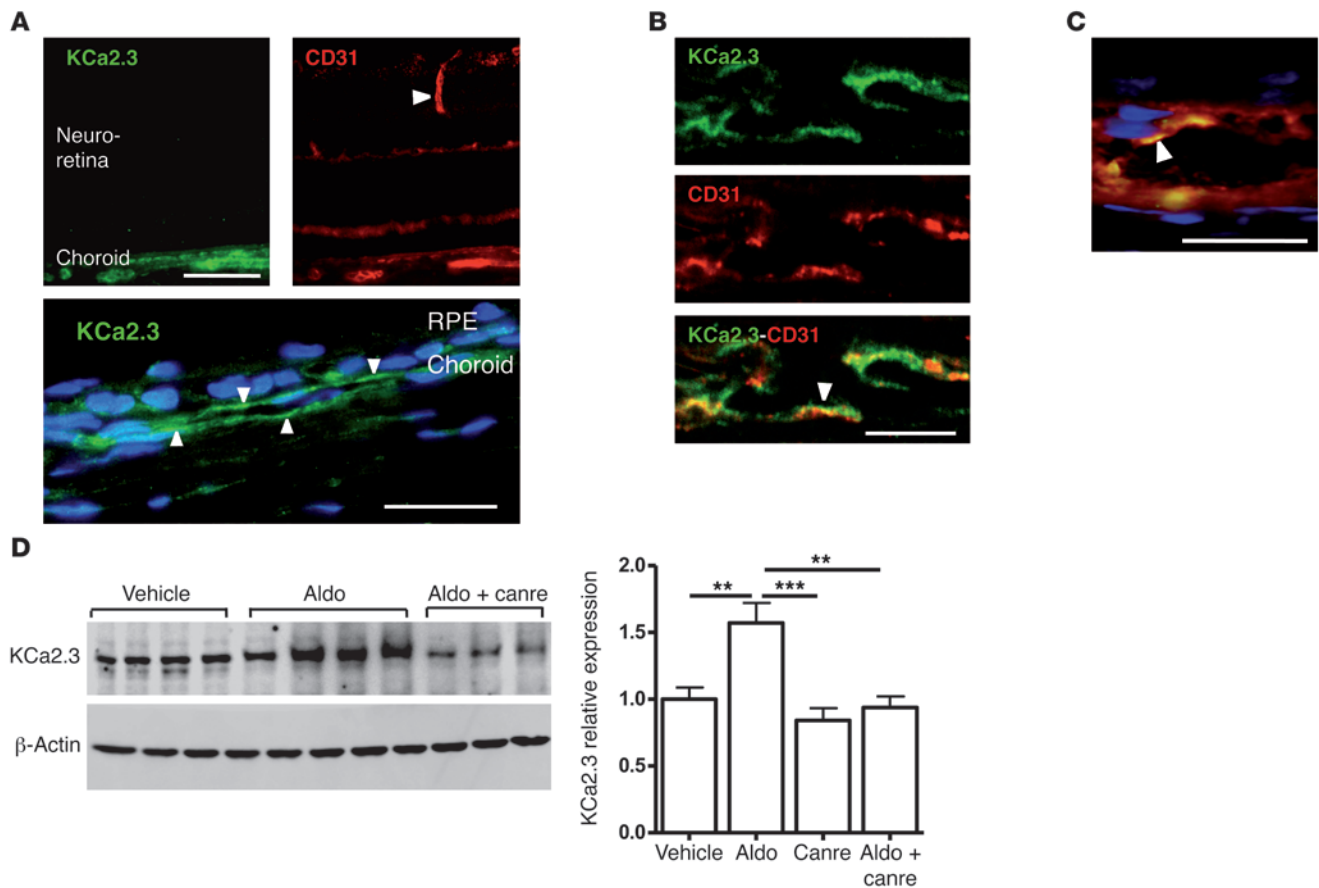 A
KCa2.3
CD31
Neuro-
retina
Choroid
KCa2.3
RPE
Choroid
B
KCa2.3
CD31
KCa2.3-CD31
C
D
Vehicle
Aldo
Aldo + canre
KCa2.3
β-Actin
KCa2.3 relative expression
2.0
1.5
1.0
0.5
0.0
**
***
**
Vehicle
Aldo
Canre
Aldo +
canre